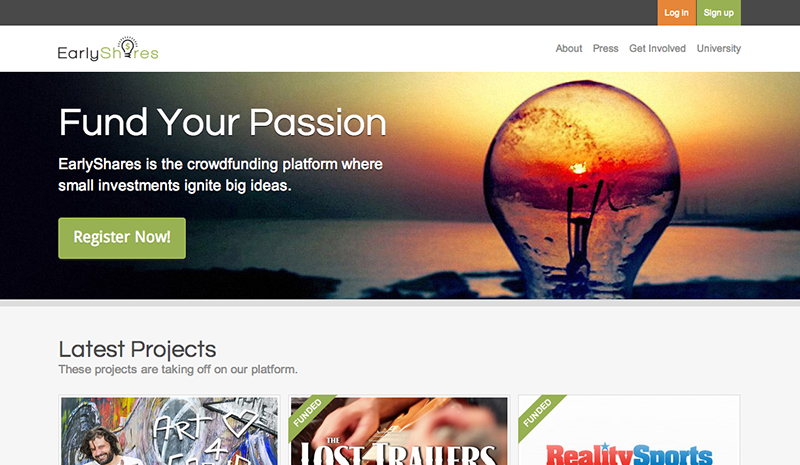 Log in
Sign up
EarlyShares
About
Press
Get Involved
University
Fund Your Passion
EarlyShares is the crowdfunding platform where
small investments ignite big ideas.
Register Now!
Latest Projects
These projects are taking off on our platform.
ART
4
FUNDED
THE
LOST TRAILERS
FUNDED
RealitySports